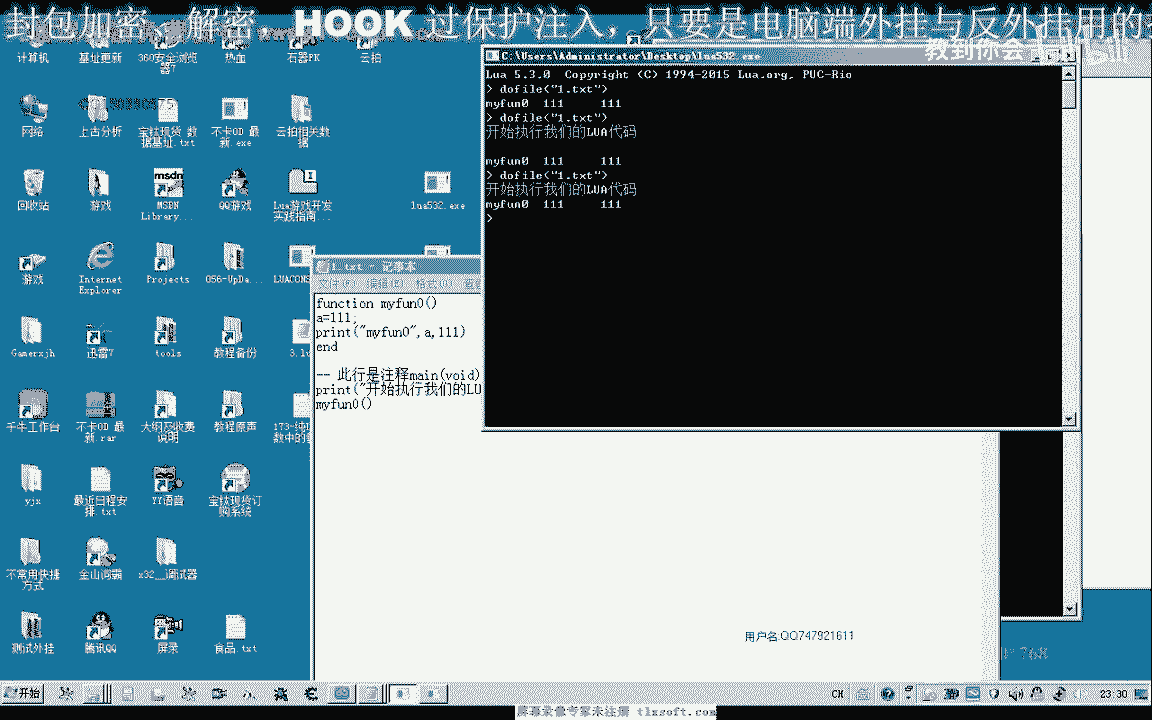 封包加密、解密, HOOK 过保护注入，只要是电脑端外挂与反外挂用的
教到你会
计算机
基址更新
360安全浏览器7
热血
石器PK
云拍
网络
上古分析
宝钛现货 数据基址.txt
不卡OD 最新.exe
云拍相关数据
回收站
游戏
MSDN Library...
QQ游戏
Lua游戏开发实践指南...
lua532.exe
游戏
Internet Explorer
Projects
056-UpDa...
LUACONS
Gamerxjh
迅雷7
tools
教程备份
3.lu
千牛工作台
不卡OD 最新.rar
大纲及收费说明
教程原声
yjx
最近日程安排.txt
YY语音
宝钛现货订购系统
不常用快捷方式
金山词霸
x32__调试器
测试外挂
腾讯QQ
屏录
食品.txt
C:\Users\Administrator\Desktop\lua532.exe
Lua 5.3.0  Copyright (C) 1994-2015 Lua.org, PUC-Rio
> dofile("1.txt")
myfun0  111     111
> dofile("1.txt")
开始执行我们的LUA代码
myfun0  111     111
> dofile("1.txt")
开始执行我们的LUA代码
myfun0  111     111
>
记事本
文件(F) 编辑(E) 格式(O)
function myfun0()
a=111;
print("myfun0",a,111)
end
-- 此行是注释main(void)
print("开始执行我们的LU
myfun0()
用户名:QQ747921611
开始
CH
23:30
屏幕录像专家未注册 tlxsoft.com